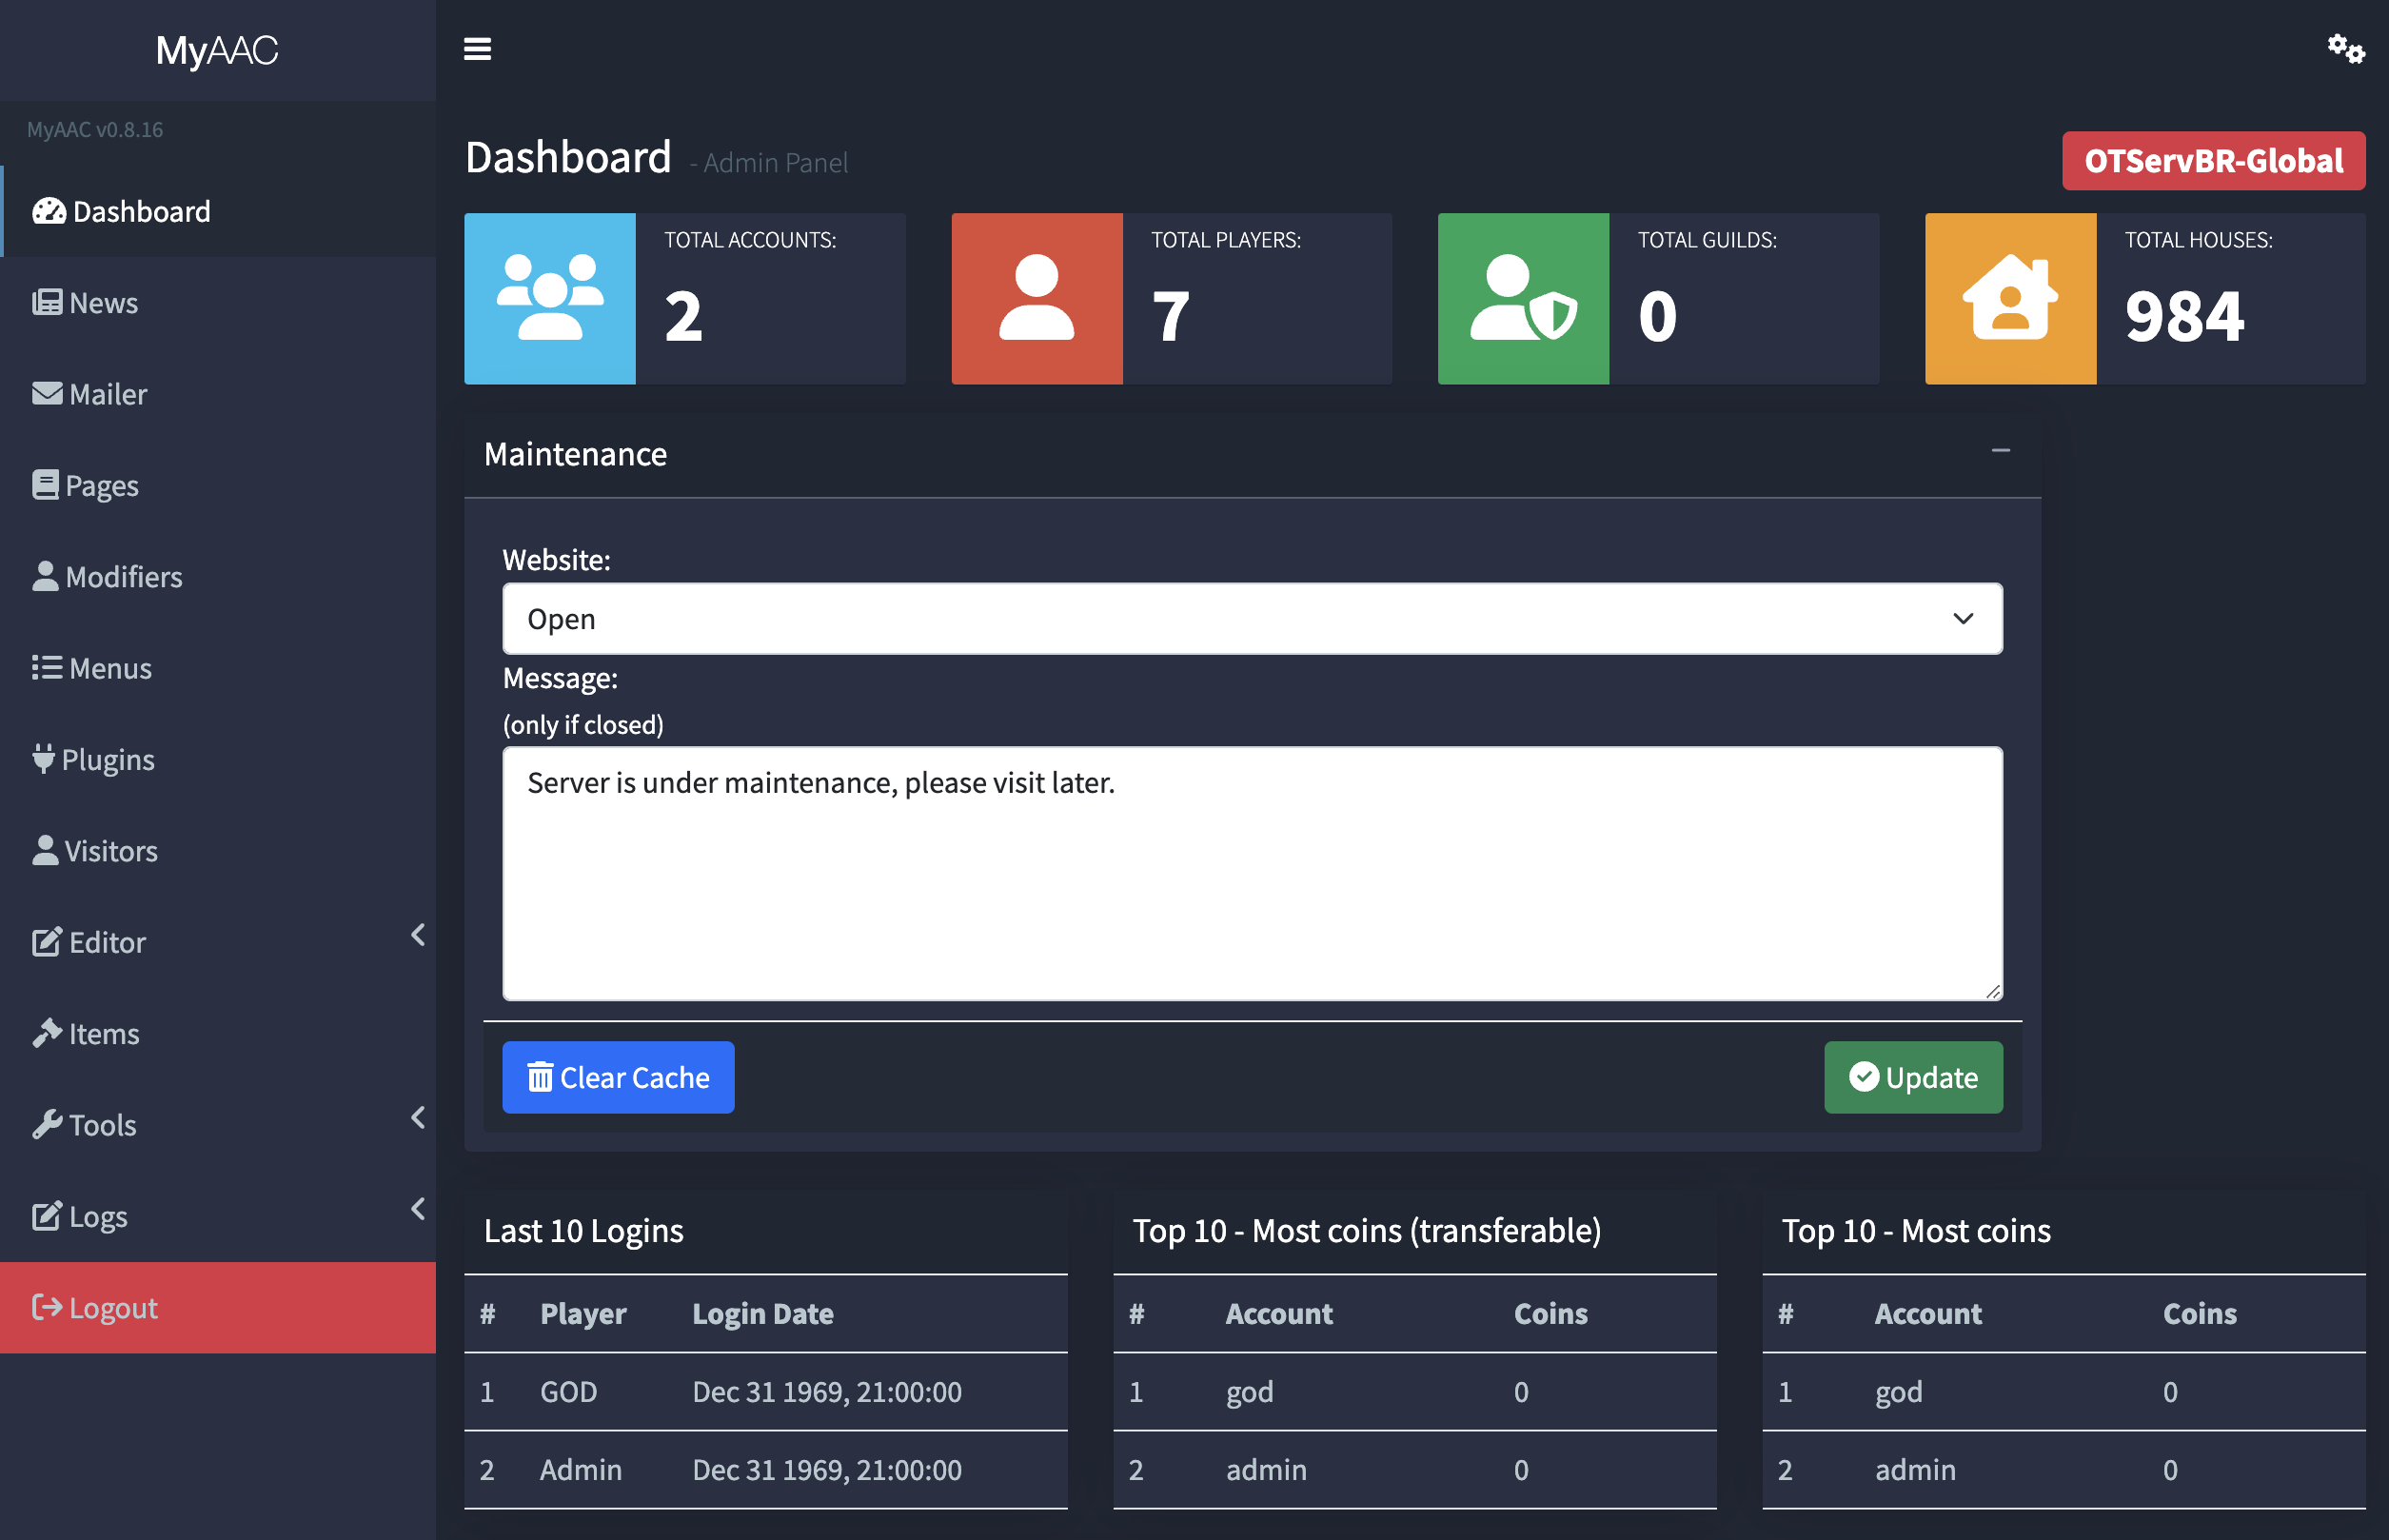 MyAAC
MyAAC v0.8.16
Dashboard
News
Mailer
Pages
Modifiers
Menus
Plugins
Visitors
Editor
Items
Tools
Logs
Logout
Dashboard - Admin Panel
OTServBR-Global
TOTAL ACCOUNTS:
2
TOTAL PLAYERS:
7
TOTAL GUILDS:
0
TOTAL HOUSES:
984
Maintenance
Website:
Open
Message:
(only if closed)
Server is under maintenance, please visit later.
Clear Cache
Update
Last 10 Logins
# Player Login Date
1 GOD Dec 31 1969, 21:00:00
2 Admin Dec 31 1969, 21:00:00
Top 10 - Most coins (transferable)
# Account Coins
1 god 0
2 admin 0
Top 10 - Most coins
# Account Coins
1 god 0
2 admin 0